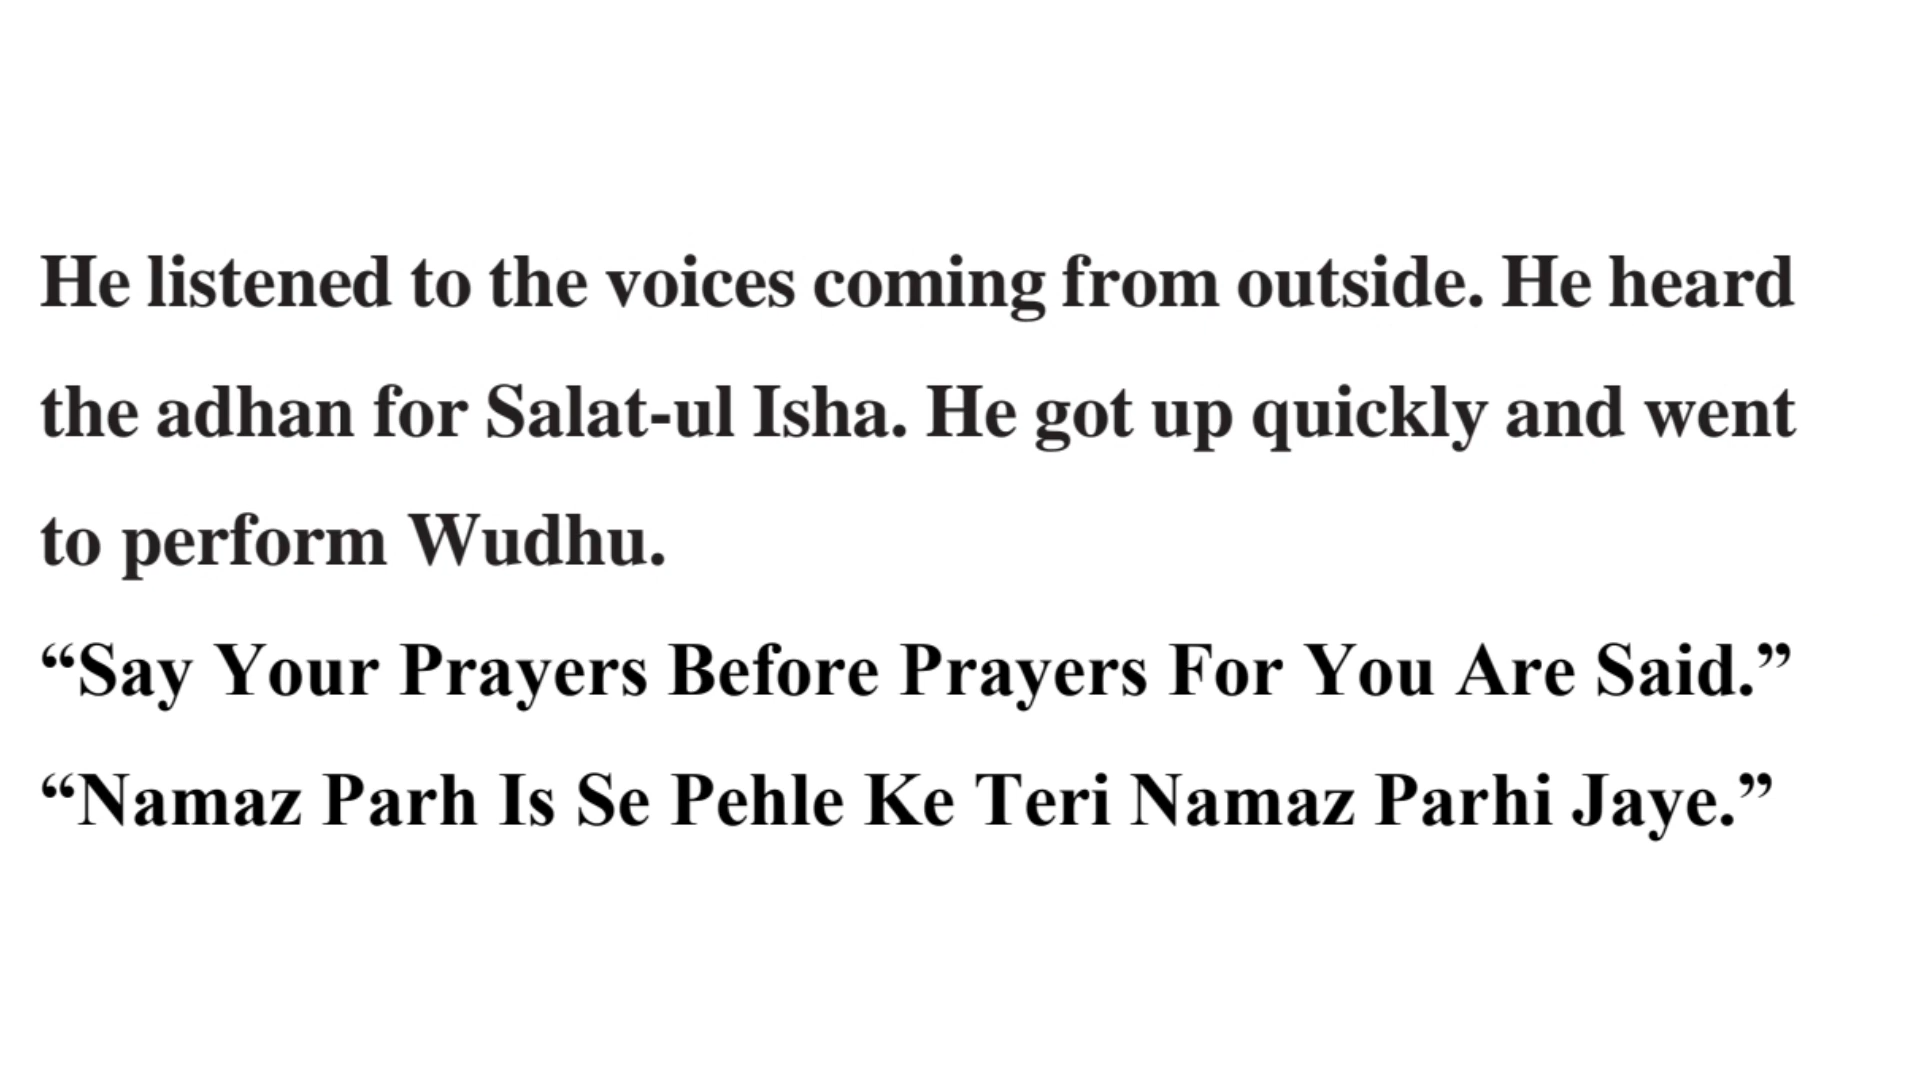 He listened to the voices coming from outside. He heard
the adhan for Salat-ul Isha. He got up quickly and went
to perform Wudhu.
“Say Your Prayers Before Prayers For You Are Said.”
“Namaz Parh Is Se Pehle Ke Teri Namaz Parhi Jaye.”